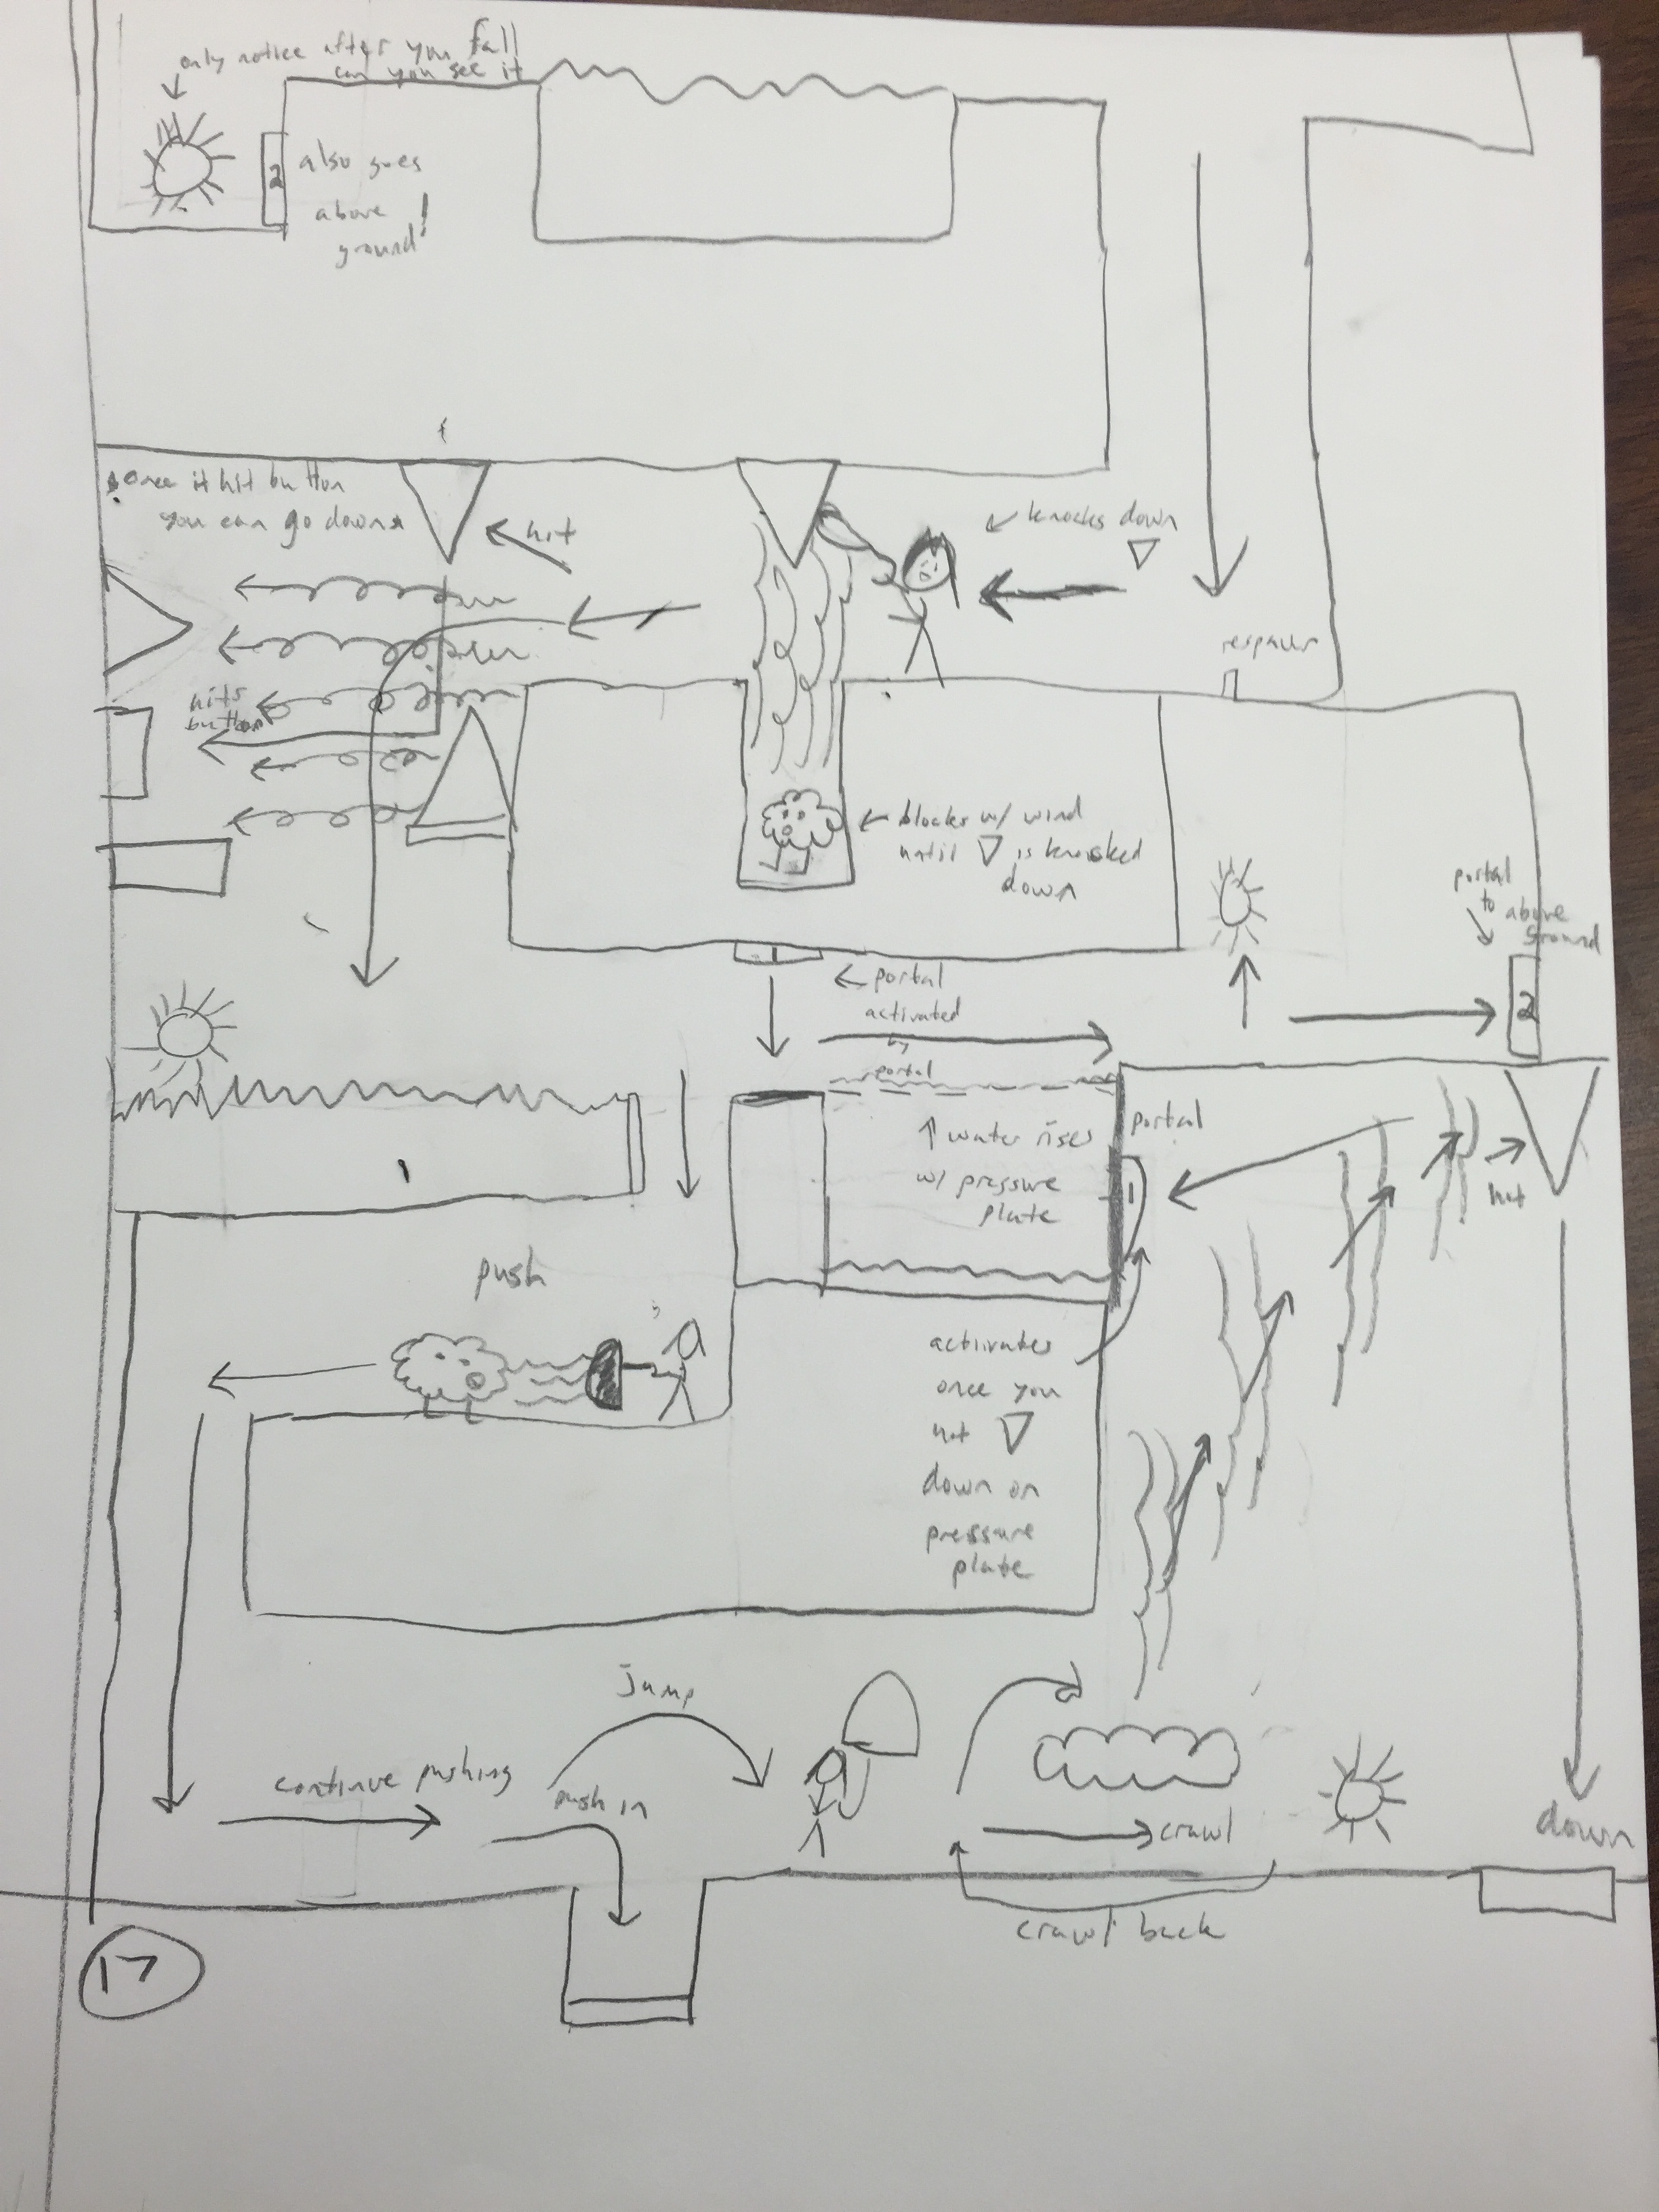 only notice after you fall
can you see it
2
also goes
above
ground!
once it hit button
you can go down
hit
knocks down
respawn
hits
button
blocks w/ wind
until ▽ is knocked
down
portal
to above
ground
1
portal
activated
by
portal
2
portal
↑ water rises
w/ pressure
plate
1
hit
push
activates
once you
hit ▽
down on
pressure
plate
jump
continue pushing
push in
crawl
down
crawl back
17